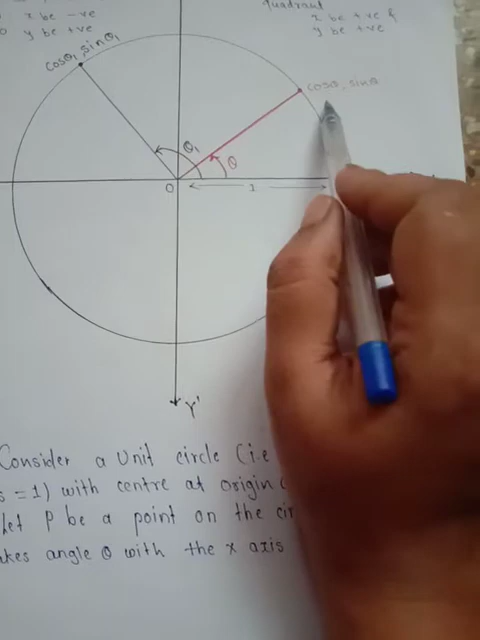 quadrant
x be -ve
x be +ve &
y be +ve
y be +ve
cosθ₁, sinθ₁
cosθ, sinθ
θ₁
θ
O
1
Y'
Consider a Unit circle (i.e
s = 1) with centre at origin
Let P be a point on the cir
akes angle θ with the x axis